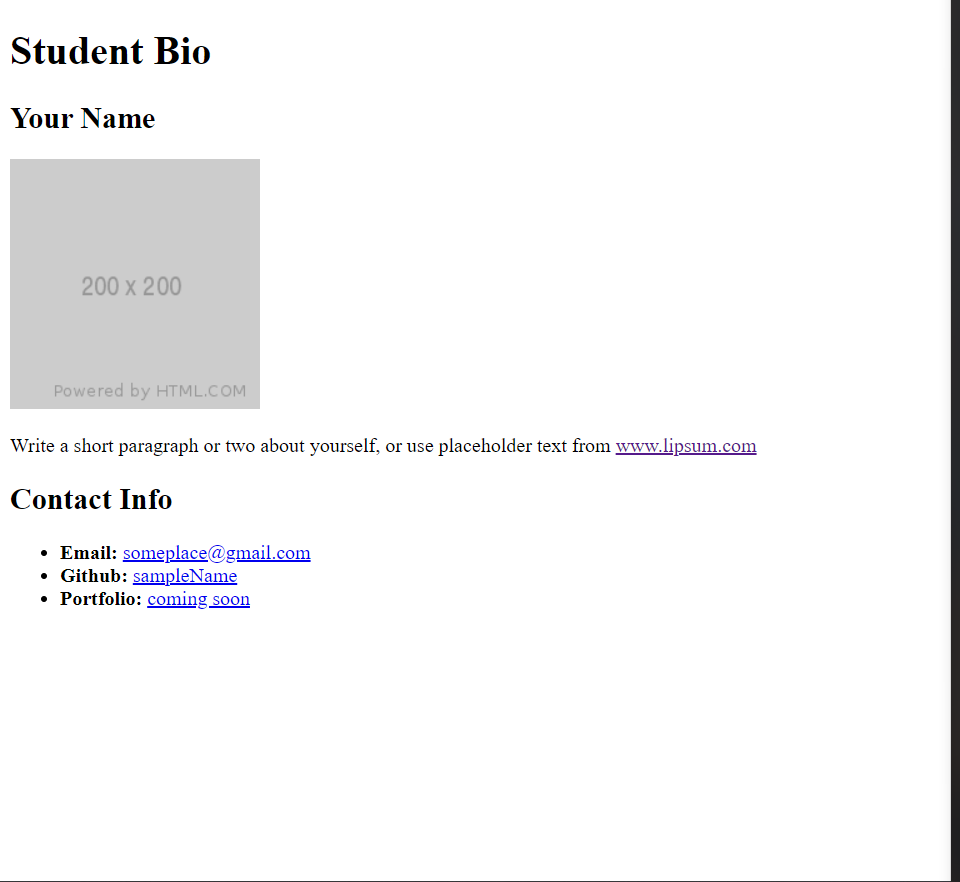 Student Bio
Your Name
200 x 200
Powered by HTML.COM
Write a short paragraph or two about yourself, or use placeholder text from www.lipsum.com
Contact Info
Email: someplace@gmail.com
Github: sampleName
Portfolio: coming soon